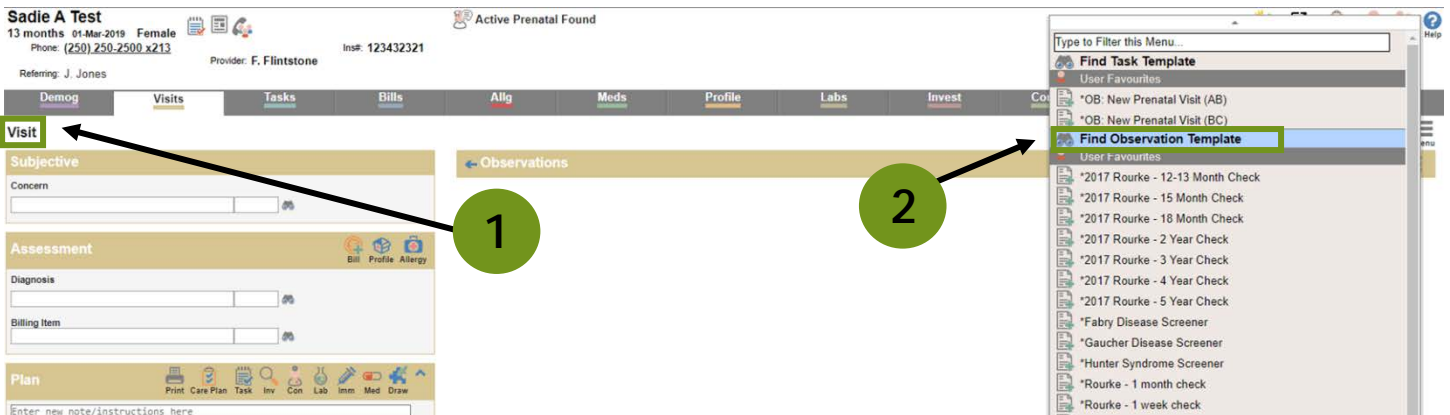 Sadie A Test
13 months 01-Mar-2019 Female
Phone: (250) 250-2500 x213
Ins#: 123432321
Provider: F. Flintstone
Referring: J. Jones
Active Prenatal Found
Help
Demog Visits Tasks Bills Allg Meds Profile Labs Invest Co
Visit
enu
Subjective
Concern
Assessment
Bill Profile Allergy
Diagnosis
Billing Item
Plan
Print Care Plan Task Inv Con Lab Imm Med Draw
Enter new note/instructions here
Observations
1
2
Type to Filter this Menu...
Find Task Template
User Favourites
*OB: New Prenatal Visit (AB)
*OB: New Prenatal Visit (BC)
Find Observation Template
User Favourites
*2017 Rourke - 12-13 Month Check
*2017 Rourke - 15 Month Check
*2017 Rourke - 18 Month Check
*2017 Rourke - 2 Year Check
*2017 Rourke - 3 Year Check
*2017 Rourke - 4 Year Check
*2017 Rourke - 5 Year Check
*Fabry Disease Screener
*Gaucher Disease Screener
*Hunter Syndrome Screener
*Rourke - 1 month check
*Rourke - 1 week check